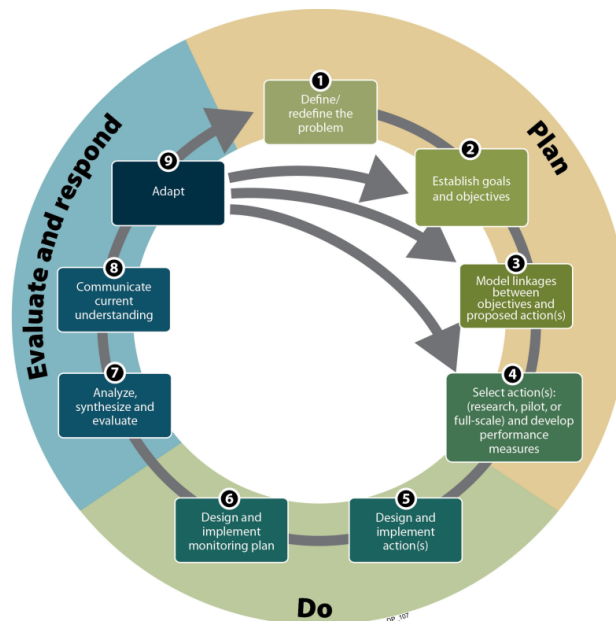 1
Define/
redefine the
problem
2
Establish goals
and objectives
3
Model linkages
between
objectives and
proposed action(s)
4
Select action(s):
(research, pilot, or
full-scale) and develop
performance
measures
5
Design and
implement
action(s)
6
Design and
implement
monitoring plan
7
Analyze,
synthesize and
evaluate
8
Communicate
current
understanding
9
Adapt
Plan
Do
Evaluate and respond
DP_107